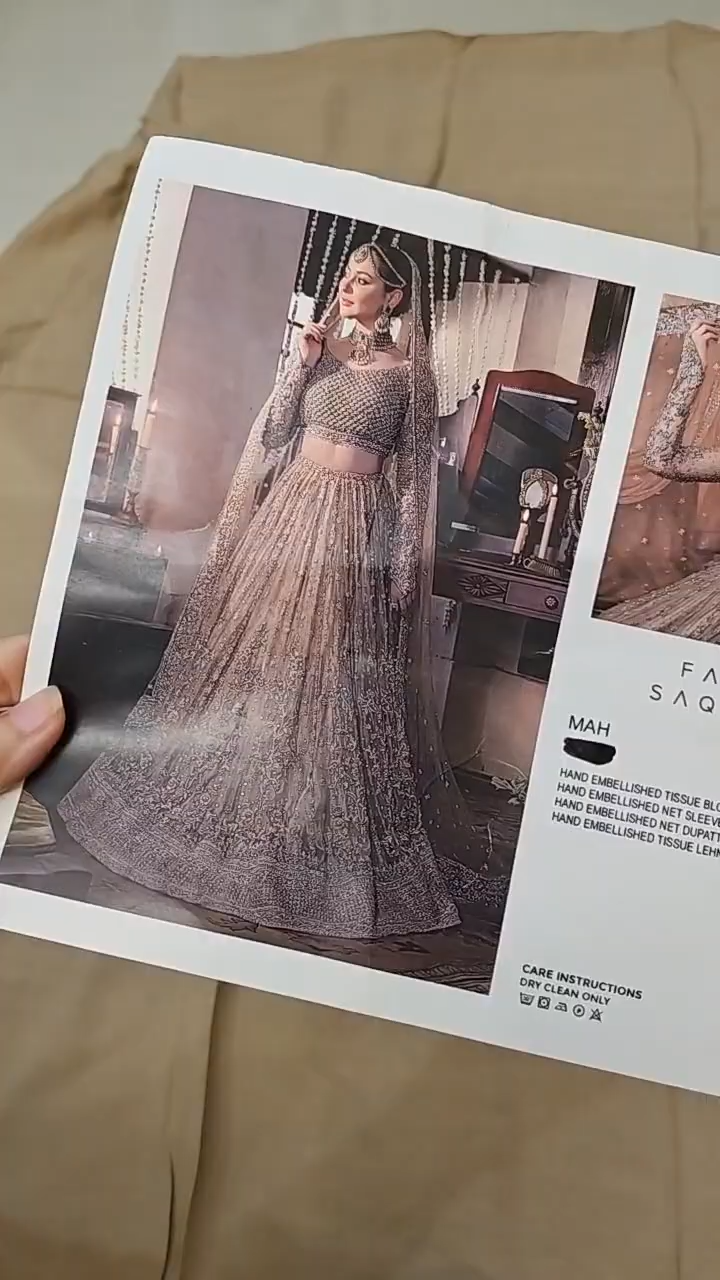 FA
SAQ
MAH
HAND EMBELLISHED TISSUE BLO
HAND EMBELLISHED NET SLEEVE
HAND EMBELLISHED NET DUPATT
HAND EMBELLISHED TISSUE LEHN
CARE INSTRUCTIONS
DRY CLEAN ONLY